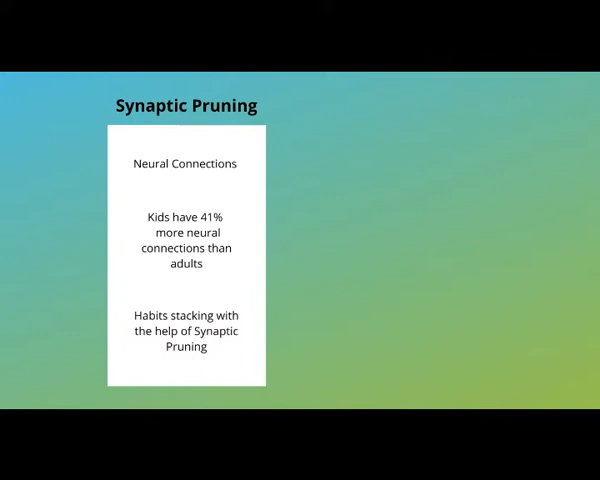 Synaptic Pruning
Neural Connections
Kids have 41%
more neural
connections than
adults
Habits stacking with
the help of Synaptic
Pruning